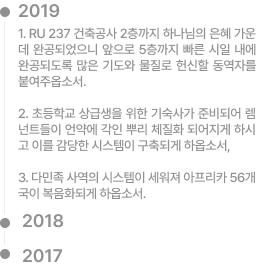 2019
1. RU 237 건축공사 2층까지 하나님의 은혜 가운
데 완공되었으니 앞으로 5층까지 빠른 시일 내에
완공되도록 많은 기도와 물질로 헌신할 동역자를
붙여주옵소서.
2. 초등학교 상급생을 위한 기숙사가 준비되어 렘
넌트들이 언약에 각인 뿌리 체질화 되어지게 하시
고 이를 감당한 시스템이 구축되게 하옵소서,
3. 다민족 사역의 시스템이 세워져 아프리카 56개
국이 복음화되게 하옵소서.
2018
2017